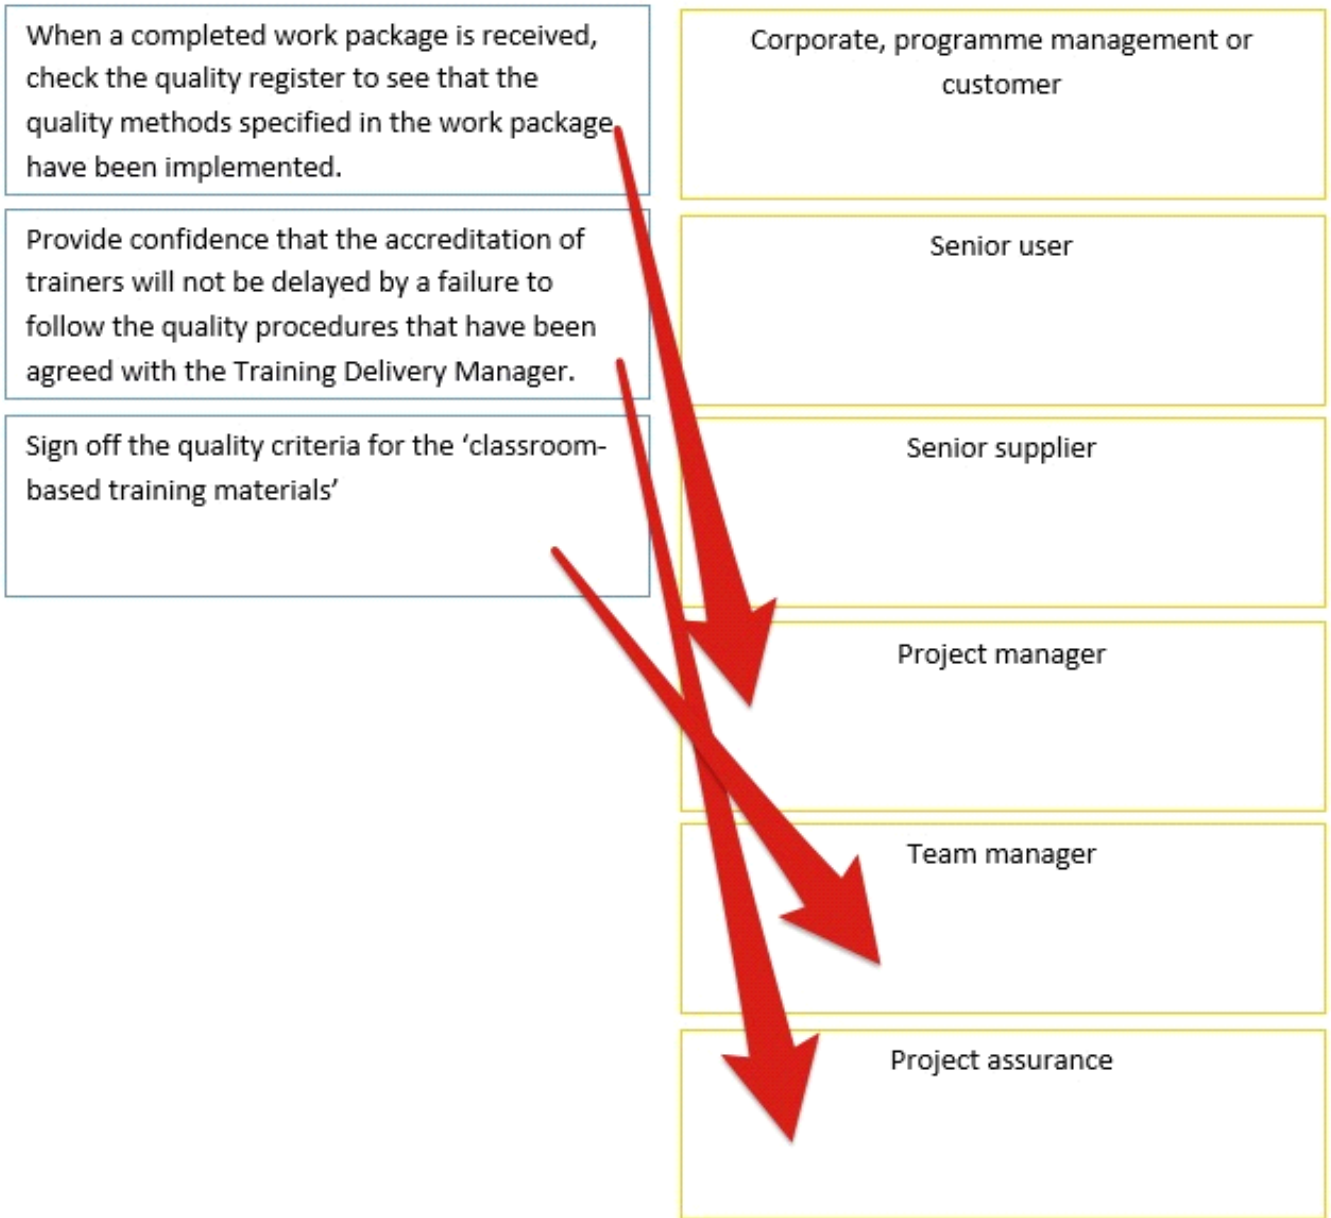 When a completed work package is received,
check the quality register to see that the
quality methods specified in the work package
have been implemented.
Provide confidence that the accreditation of
trainers will not be delayed by a failure to
follow the quality procedures that have been
agreed with the Training Delivery Manager.
Sign off the quality criteria for the ‘classroom-
based training materials’
Corporate, programme management or
customer
Senior user
Senior supplier
Project manager
Team manager
Project assurance